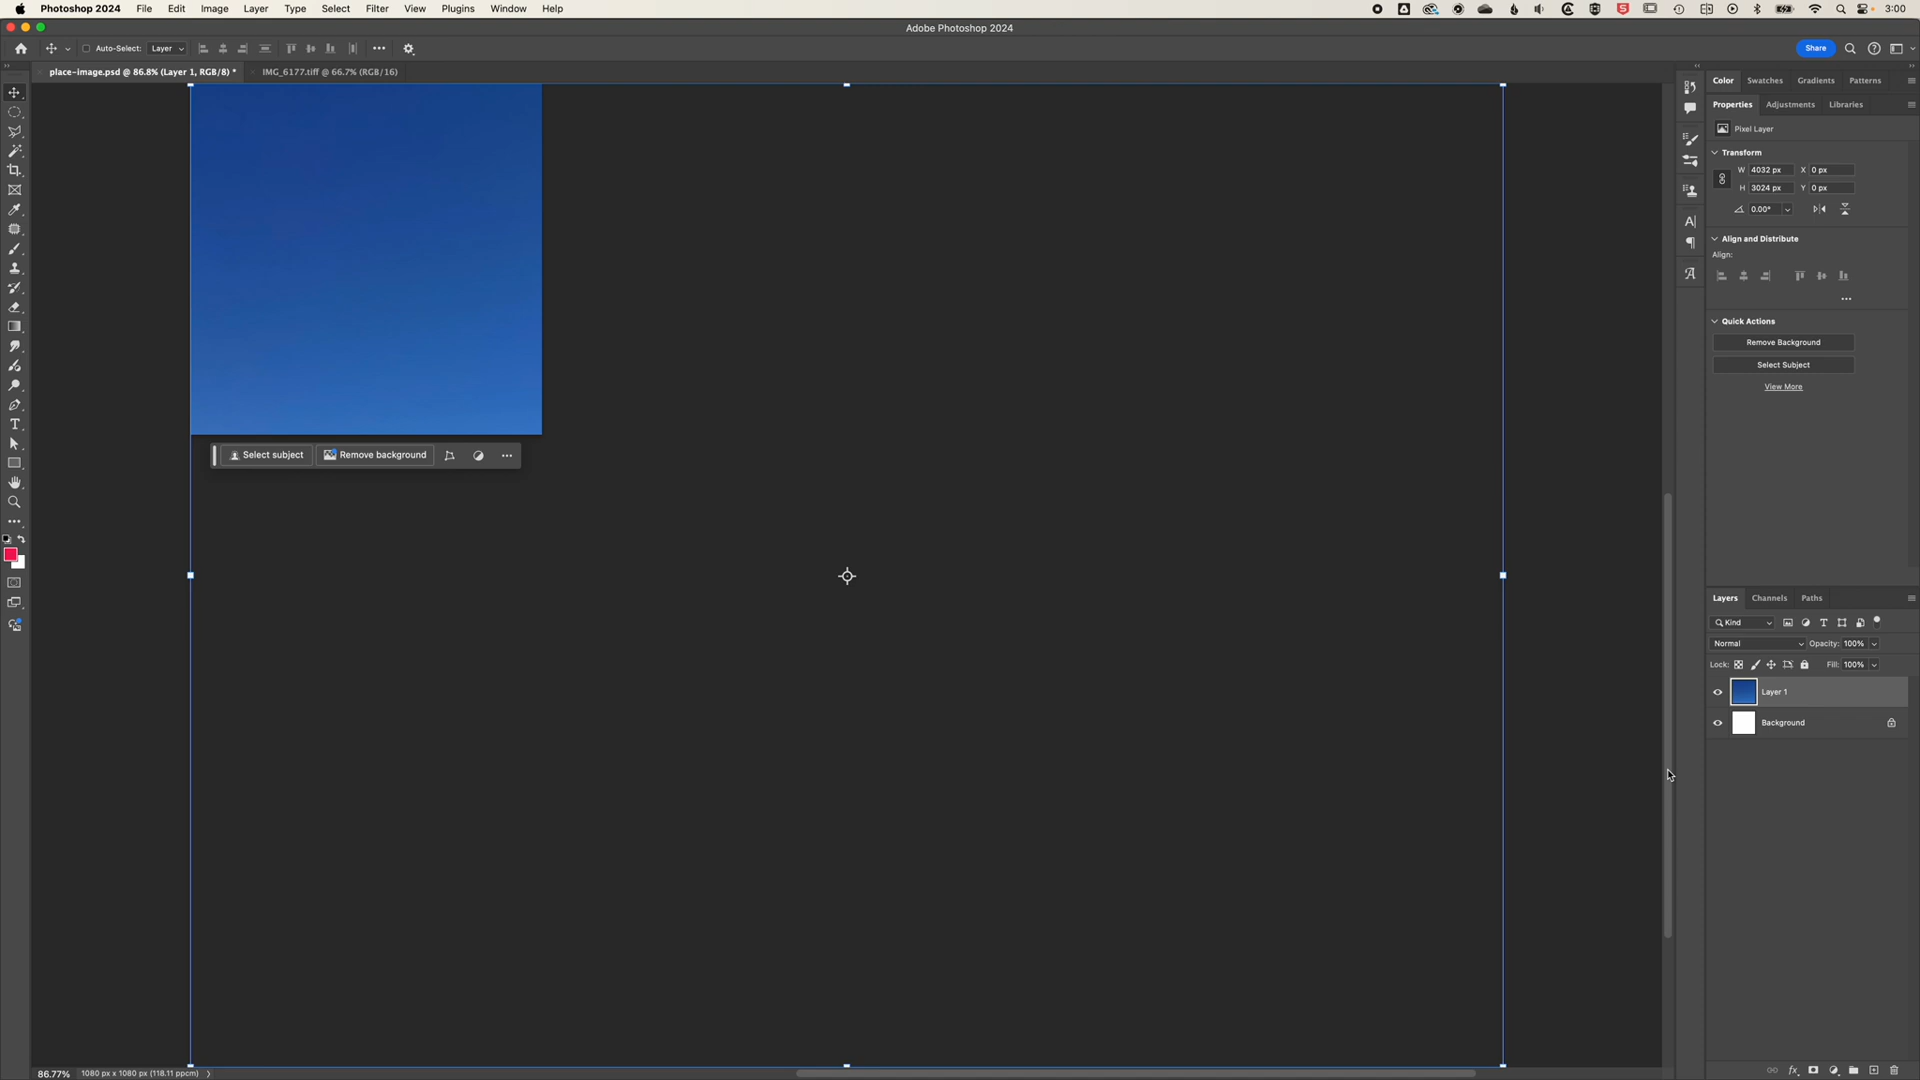 Photoshop 2024 File Edit Image Layer Type Select Filter View Plugins Window Help 3:00
Adobe Photoshop 2024
Auto-Select: Layer Share
place-image.psd @ 86.8% (Layer 1, RGB/8) * IMG_6177.tiff @ 66.7% (RGB/16)
Color Swatches Gradients Patterns
Properties Adjustments Libraries
Pixel Layer
Transform
W 4032 px X 0 px
H 3024 px Y 0 px
0.00°
Align and Distribute
Align:
Quick Actions
Remove Background
Select Subject
View More
Select subject Remove background
Layers Channels Paths
Kind
Normal Opacity: 100%
Lock: Fill: 100%
Layer 1
Background
86.77% 1080 px x 1080 px (118.11 ppcm)